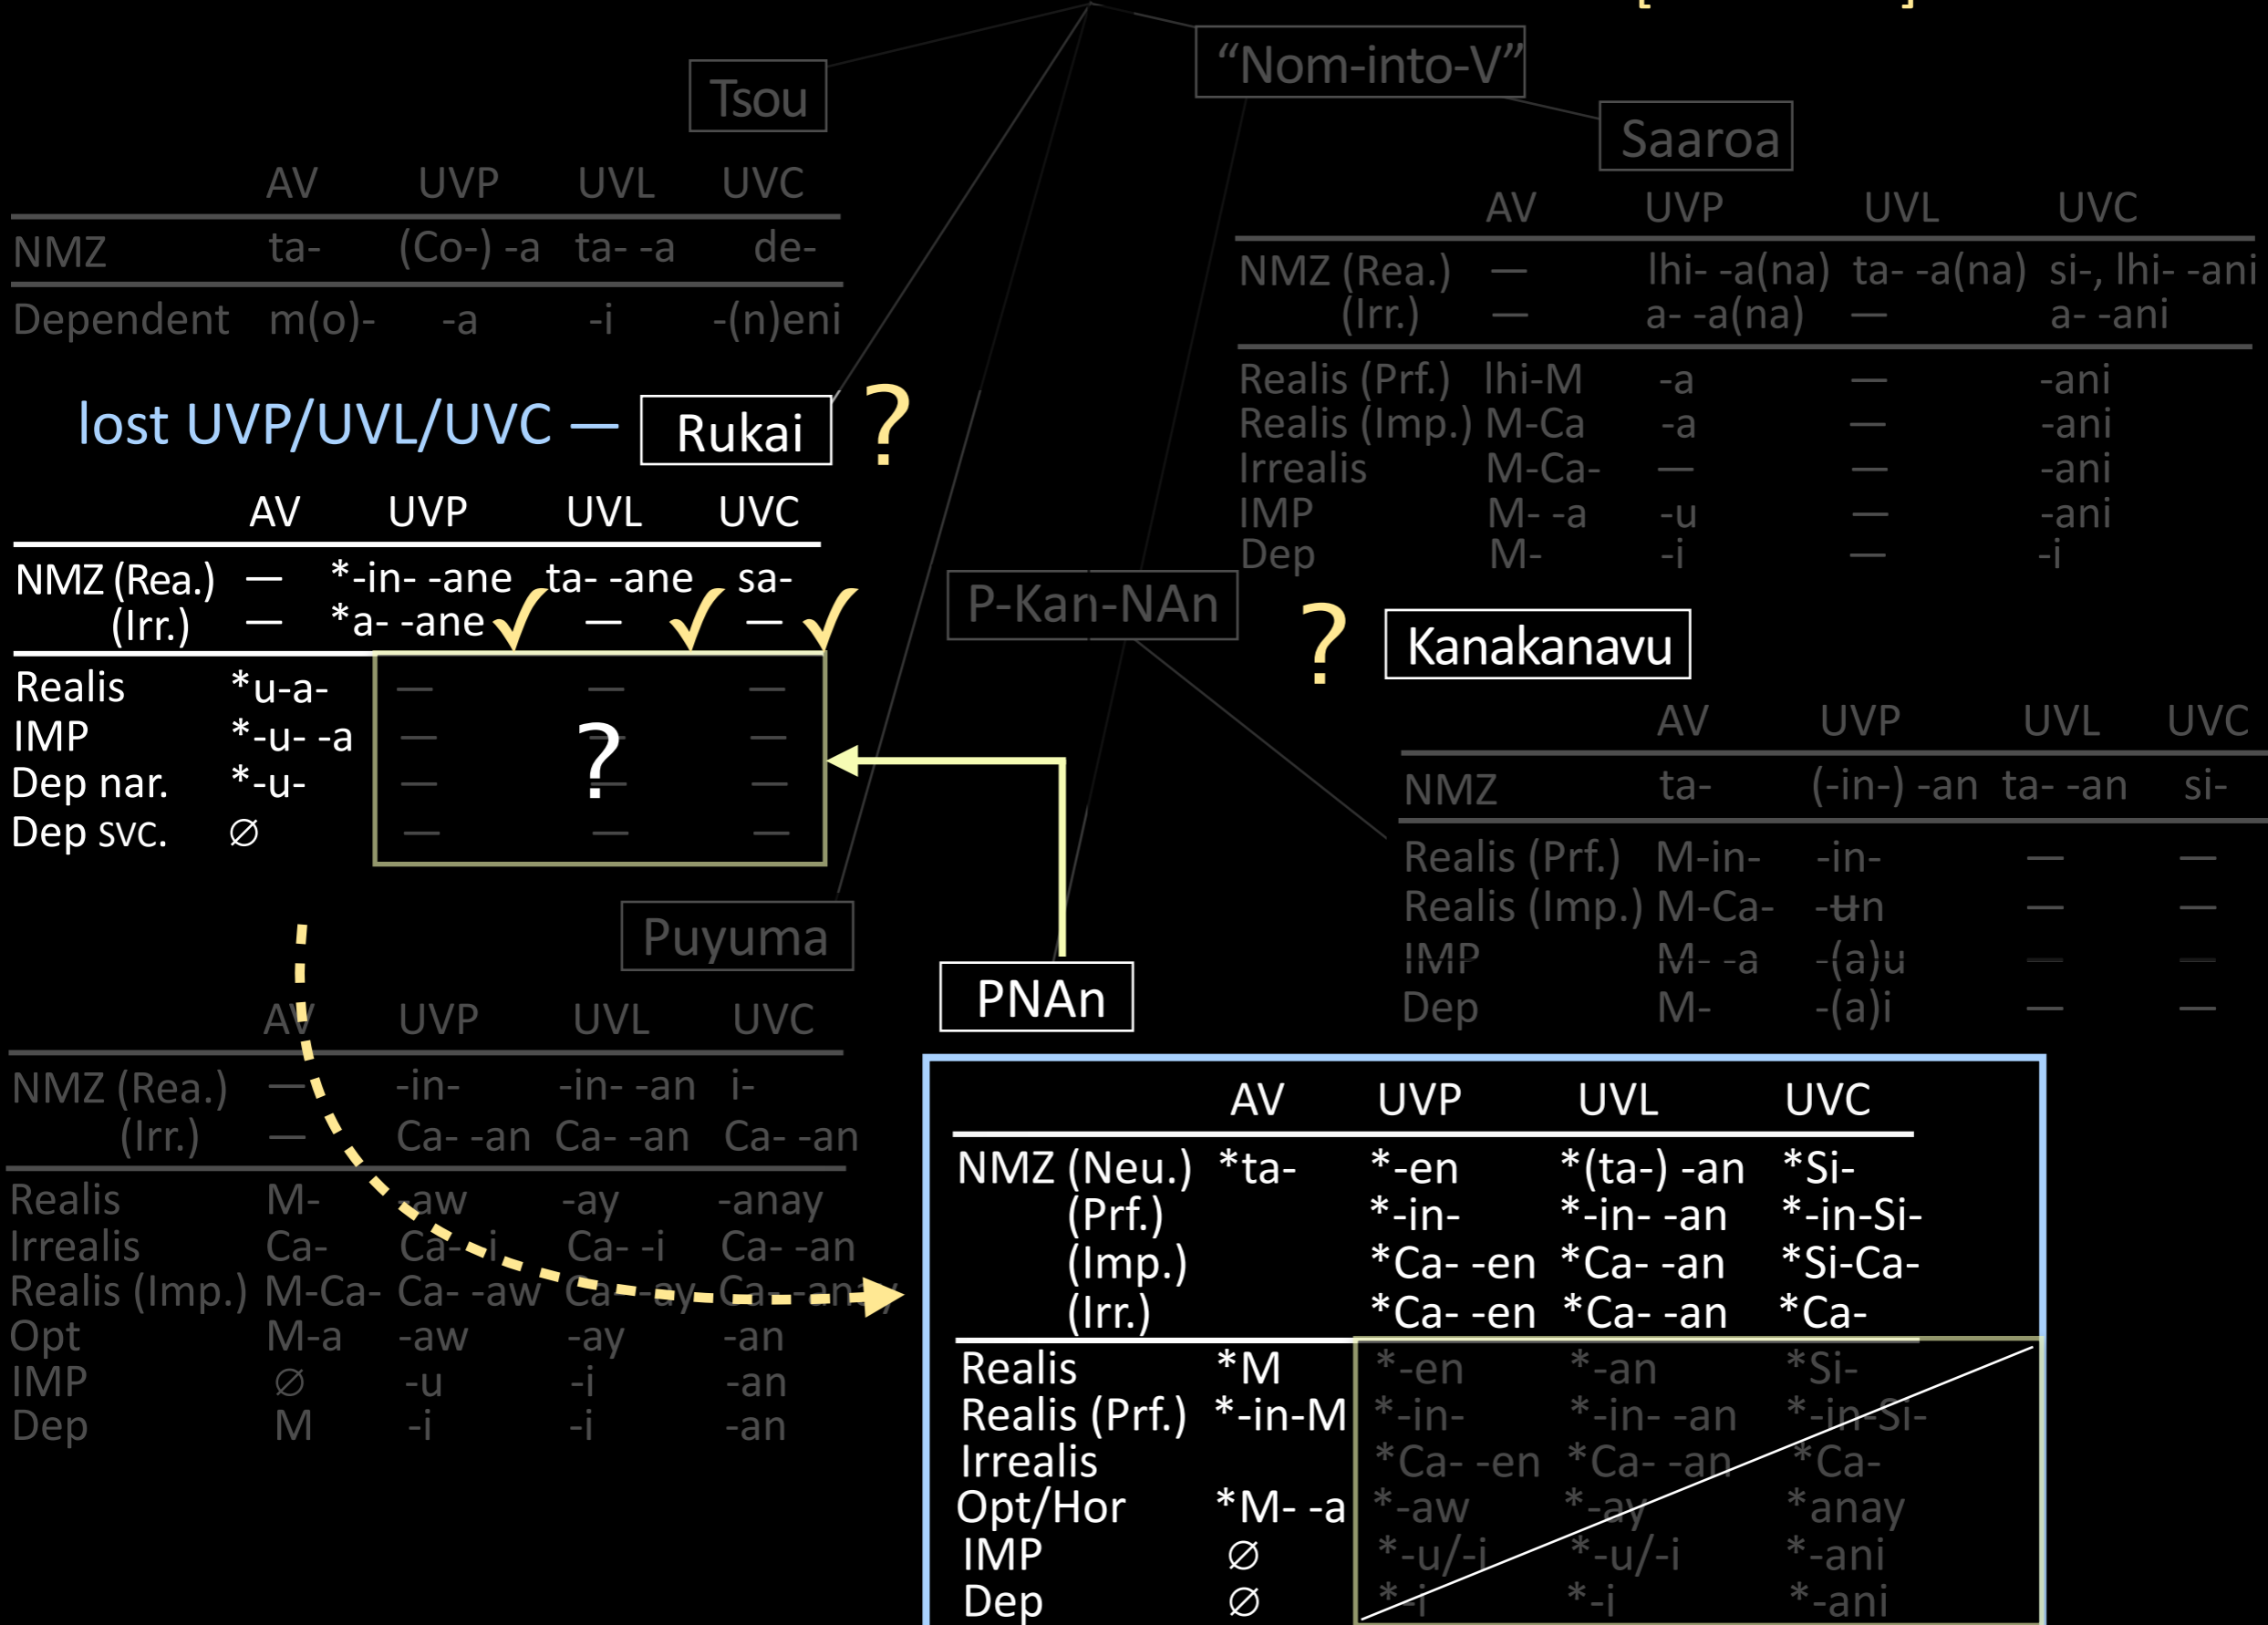 [ ]
Tsou
AV UVP UVL UVC
NMZ ta- (Co-) -a ta- -a de-
Dependent m(o)- -a -i -(n)eni
"Nom-into-V"
Saaroa
AV UVP UVL UVC
NMZ (Rea.) — lhi- -a(na) ta- -a(na) si-, lhi- -ani
(Irr.) — a- -a(na) — a- -ani
Realis (Prf.) lhi-M -a — -ani
Realis (Imp.) M-Ca -a — -ani
Irrealis M-Ca- — — -ani
IMP M- -a -u — -ani
Dep M- -i — -i
lost UVP/UVL/UVC — Rukai ?
AV UVP UVL UVC
NMZ (Rea.) — *-in- -ane ta- -ane sa-
(Irr.) — *a- -ane ✓ — ✓ — ✓
Realis *u-a- — — —
IMP *-u- -a — — —
Dep nar. *-u- — — —
Dep svc. ∅ — — —
?
P-Kan-NAn
? Kanakanavu
AV UVP UVL UVC
NMZ ta- (-in-) -an ta- -an si-
Realis (Prf.) M-in- -in- — —
Realis (Imp.) M-Ca- -ʉn — —
IMP M- -a -(a)u — —
Dep M- -(a)i — —
Puyuma
AV UVP UVL UVC
NMZ (Rea.) — -in- -in- -an i-
(Irr.) — Ca- -an Ca- -an Ca- -an
Realis M- -aw -ay -anay
Irrealis Ca- Ca- -i Ca- -i Ca- -an
Realis (Imp.) M-Ca- Ca- -aw Ca- -ay Ca- -anay
Opt M-a -aw -ay -an
IMP ∅ -u -i -an
Dep M -i -i -an
PNAn
AV UVP UVL UVC
NMZ (Neu.) *ta- *-en *(ta-) -an *Si-
(Prf.) *-in- *-in- -an *-in-Si-
(Imp.) *Ca- -en *Ca- -an *Si-Ca-
(Irr.) *Ca- -en *Ca- -an *Ca-
Realis *M *-en *-an *Si-
Realis (Prf.) *-in-M *-in- *-in- -an *-in-Si-
Irrealis *Ca- -en *Ca- -an *Ca-
Opt/Hor *M- -a *-aw *-ay *anay
IMP ∅ *-u/-i *-u/-i *-ani
Dep ∅ *-i *-i *-ani